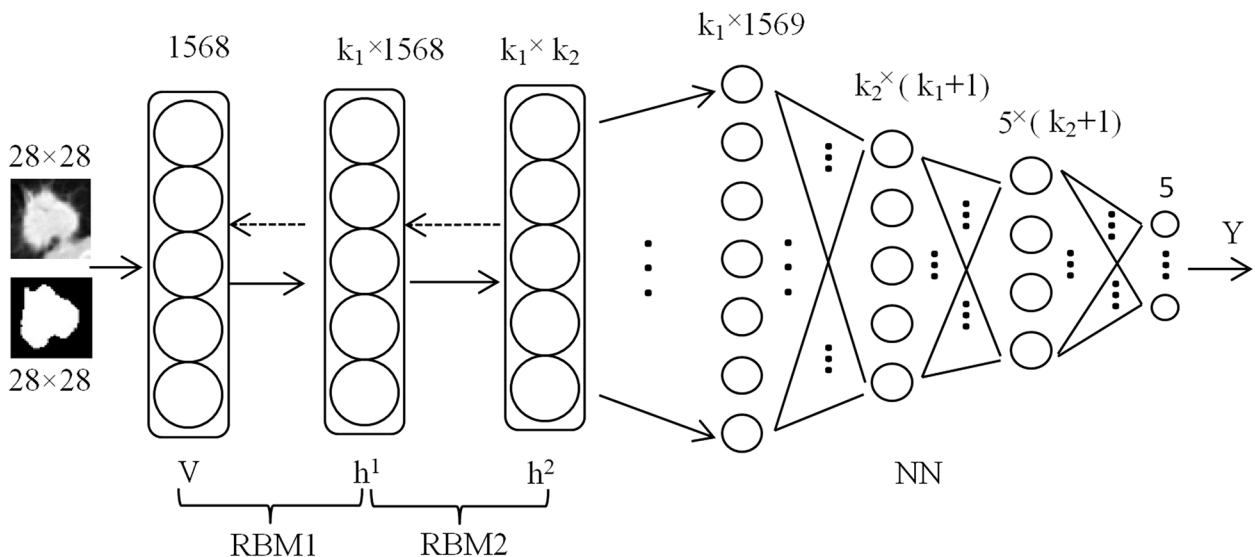 28×28
28×28
1568
k₁×1568
k₁× k₂
k₁×1569
k₂×( k₁+1)
5×( k₂+1)
5
Y
V
h¹
h²
RBM1
RBM2
NN